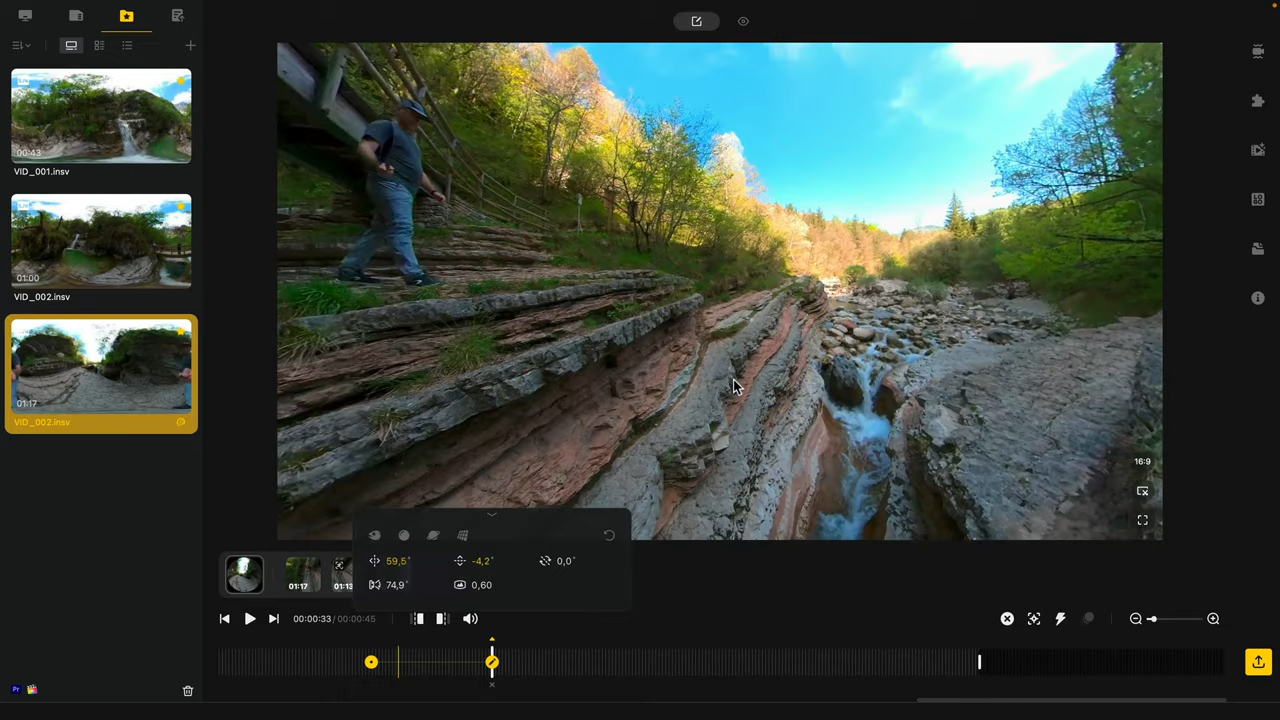 00:43
VID_001.insv
01:00
VID_002.insv
01:17
VID_002.insv
16:9
59,5°
-4,2°
0,0°
74,9°
0,60
01:17
01:13
00:00:33 / 00:00:45
Pr